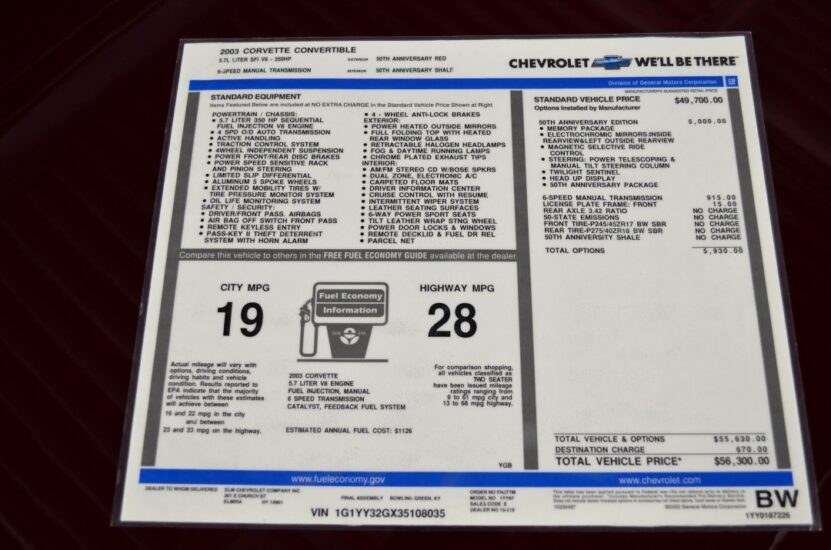 2003 CORVETTE CONVERTIBLE
5.7L LITER SFI V8 - 350HP EXTERIOR 50TH ANNIVERSARY RED
6-SPEED MANUAL TRANSMISSION INTERIOR 50TH ANNIVERSARY SHALE
CHEVROLET WE'LL BE THERE
Division of General Motors Corporation GM
STANDARD EQUIPMENT
Items Featured Below are included at NO EXTRA CHARGE in the Standard Vehicle Price Shown at Right
POWERTRAIN / CHASSIS:
• 5.7 LITER 350 HP SEQUENTIAL
FUEL INJECTION V8 ENGINE
• 4 SPD O/D AUTO TRANSMISSION
• ACTIVE HANDLING
• TRACTION CONTROL SYSTEM
• 4WHEEL INDEPENDENT SUSPENSION
• POWER FRONT/REAR DISC BRAKES
• POWER SPEED SENSITIVE RACK
AND PINION STEERING
• LIMITED SLIP DIFFERENTIAL
• ALUMINUM 5 SPOKE WHEELS
• EXTENDED MOBILITY TIRES W/
TIRE PRESSURE MONITOR SYSTEM
• OIL LIFE MONITORING SYSTEM
SAFETY / SECURITY:
• DRIVER/FRONT PASS. AIRBAGS
• AIR BAG OFF SWITCH FRONT PASS
• REMOTE KEYLESS ENTRY
• PASS-KEY II THEFT DETERRENT
SYSTEM WITH HORN ALARM
• 4 - WHEEL ANTI-LOCK BRAKES
EXTERIOR:
• POWER HEATED OUTSIDE MIRRORS
• FULL FOLDING TOP WITH HEATED
REAR WINDOW GLASS
• RETRACTABLE HALOGEN HEADLAMPS
• FOG & DAYTIME RUNNING LAMPS
• CHROME PLATED EXHAUST TIPS
INTERIOR:
• AM/FM STEREO CD W/BOSE SPKRS
• DUAL ZONE, ELECTRONIC A/C
• CARPETED FLOOR MATS
• DRIVER INFORMATION CENTER
• CRUISE CONTROL WITH RESUME
• INTERMITTENT WIPER SYSTEM
• LEATHER SEATING SURFACES
• 6-WAY POWER SPORT SEATS
• TILT LEATHER WRAP STNG WHEEL
• POWER DOOR LOCKS & WINDOWS
• REMOTE DECKLID & FUEL DR REL
• PARCEL NET
MANUFACTURER'S SUGGESTED RETAIL PRICE
STANDARD VEHICLE PRICE $49,700.00
Options Installed by Manufacturer
50TH ANNIVERSARY EDITION 5,000.00
• MEMORY PACKAGE
• ELECTROCHROMIC MIRRORS:INSIDE
REARVIEW&LEFT OUTSIDE REARVIEW
• MAGNETIC SELECTIVE RIDE
CONTROL
• STEERING: POWER TELESCOPING &
MANUAL TILT STEERING COLUMN
• TWILIGHT SENTINEL
• HEAD UP DISPLAY
• 50TH ANNIVERSARY PACKAGE
6-SPEED MANUAL TRANSMISSION 915.00
LICENSE PLATE FRAME: FRONT 15.00
REAR AXLE 3.42 RATIO NO CHARGE
50-STATE EMISSIONS NO CHARGE
FRONT TIRE-P245/45ZR17 BW SBR NO CHARGE
REAR TIRE-P275/40ZR18 BW SBR NO CHARGE
50TH ANNIVERSITY SHALE NO CHARGE
TOTAL OPTIONS 5,930.00
Compare this vehicle to others in the FREE FUEL ECONOMY GUIDE available at the dealer
CITY MPG
19
Fuel Economy
Information
HIGHWAY MPG
28
Actual mileage will vary with
options, driving conditions,
driving habits and vehicle
condition. Results reported to
EPA indicate that the majority
of vehicles with these estimates
will achieve between
16 and 22 mpg in the city
and between
23 and 33 mpg on the highway.
2003 CORVETTE
5.7 LITER V8 ENGINE
FUEL INJECTION, MANUAL
6 SPEED TRANSMISSION
CATALYST, FEEDBACK FUEL SYSTEM
ESTIMATED ANNUAL FUEL COST: $1126
For comparison shopping,
all vehicles classified as
TWO SEATER
have been issued mileage
ratings ranging from
9 to 61 mpg city and
13 to 68 mpg highway.
YGB
TOTAL VEHICLE & OPTIONS $55,630.00
DESTINATION CHARGE 670.00
TOTAL VEHICLE PRICE* $56,300.00
www.fueleconomy.gov
www.chevrolet.com
DEALER TO WHOM DELIVERED ELM CHEVROLET COMPANY INC
301 E CHURCH ST
ELMIRA NY 14901
FINAL ASSEMBLY BOWLING GREEN, KY
VIN 1G1YY32GX35108035
MODEL NO. 1YY67
SALES CODE E
BW
1YY0187226